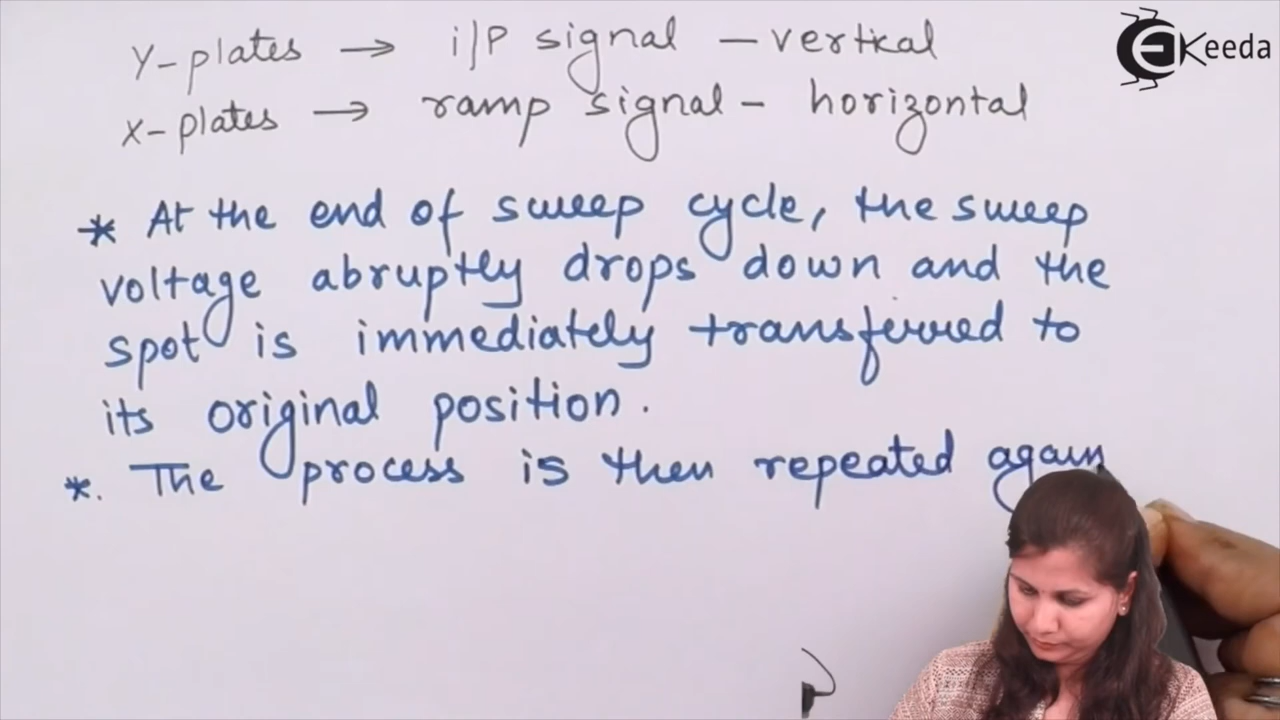 Y-plates → i/P signal - vertical
X-plates → ramp signal - horizontal
* At the end of sweep cycle, the sweep
voltage abruptly drops down and the
spot is immediately transferred to
its original position.
*. The process is then repeated again
EKeeda